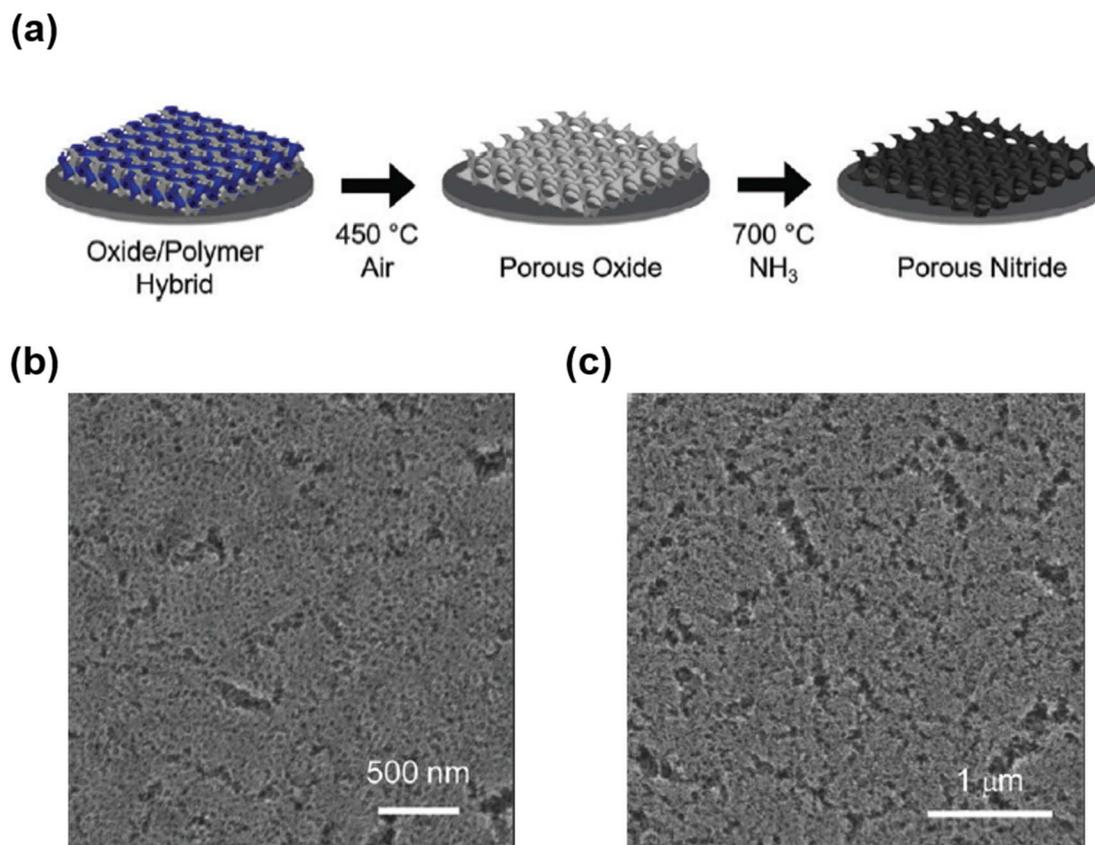 (a)
Oxide/Polymer
Hybrid
450 °C
Air
Porous Oxide
700 °C
NH₃
Porous Nitride
(b)
(c)
500 nm
1 μm